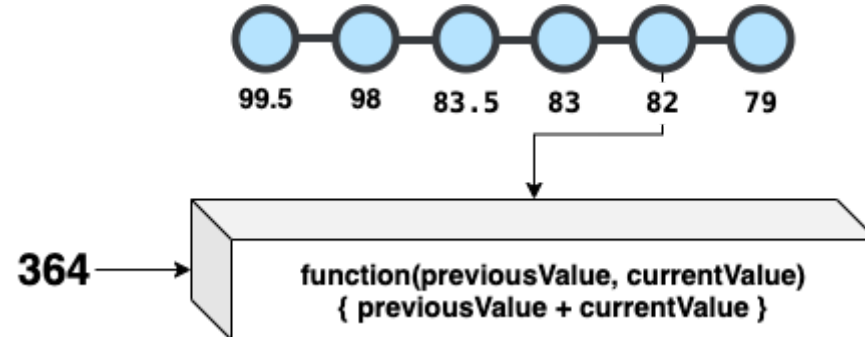 99.5 98 83.5 83 82 79
364
function(previousValue, currentValue)
{ previousValue + currentValue }